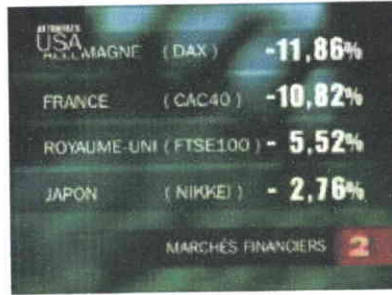 ATTENTATS
USA
ALLEMAGNE (DAX) -11,86%
FRANCE (CAC40) -10,82%
ROYAUME-UNI (FTSE100) - 5,52%
JAPON (NIKKEI) - 2,76%
MARCHÉS FINANCIERS 2